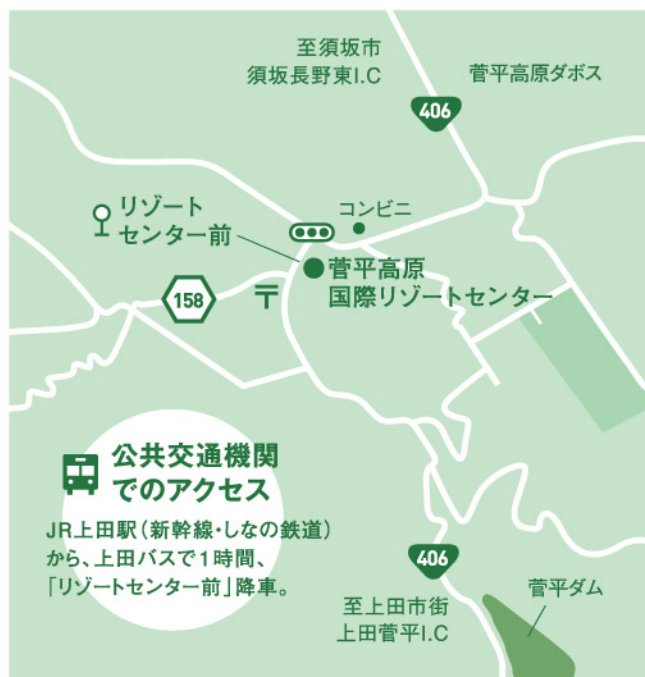 至須坂市
須坂長野東I.C
菅平高原ダボス
406
リゾート
センター前
コンビニ
菅平高原
国際リゾートセンター
158
〒
公共交通機関
でのアクセス
JR上田駅(新幹線・しなの鉄道)
から、上田バスで1時間、
「リゾートセンター前」降車。
406
至上田市街
上田菅平I.C
菅平ダム